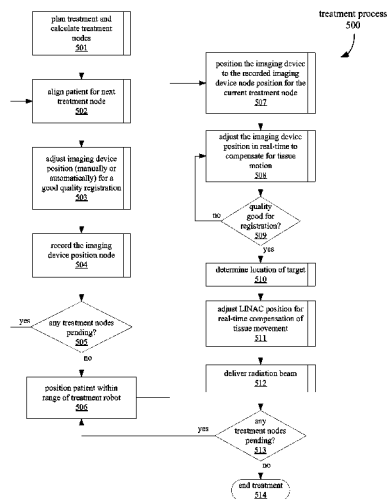 treatment process
500
plan treatment and
calculate treatment
nodes
501
align patient for next
treatment node
502
adjust imaging device
position (manually or
automatically) for a
good quality registration
503
record the imaging
device position node
504
yes
any treatment nodes
pending?
505
no
position patient within
range of treatment robot
506
position the imaging device
to the recorded imaging
device node position for the
current treatment node
507
adjust the imaging device
position in real-time to
compensate for tissue
motion
508
no
quality
good for
registration?
509
yes
determine location of target
510
adjust LINAC position for
real-time compensation of
tissue movement
511
deliver radiation beam
512
yes
any
treatment nodes
pending?
513
no
end treatment
514